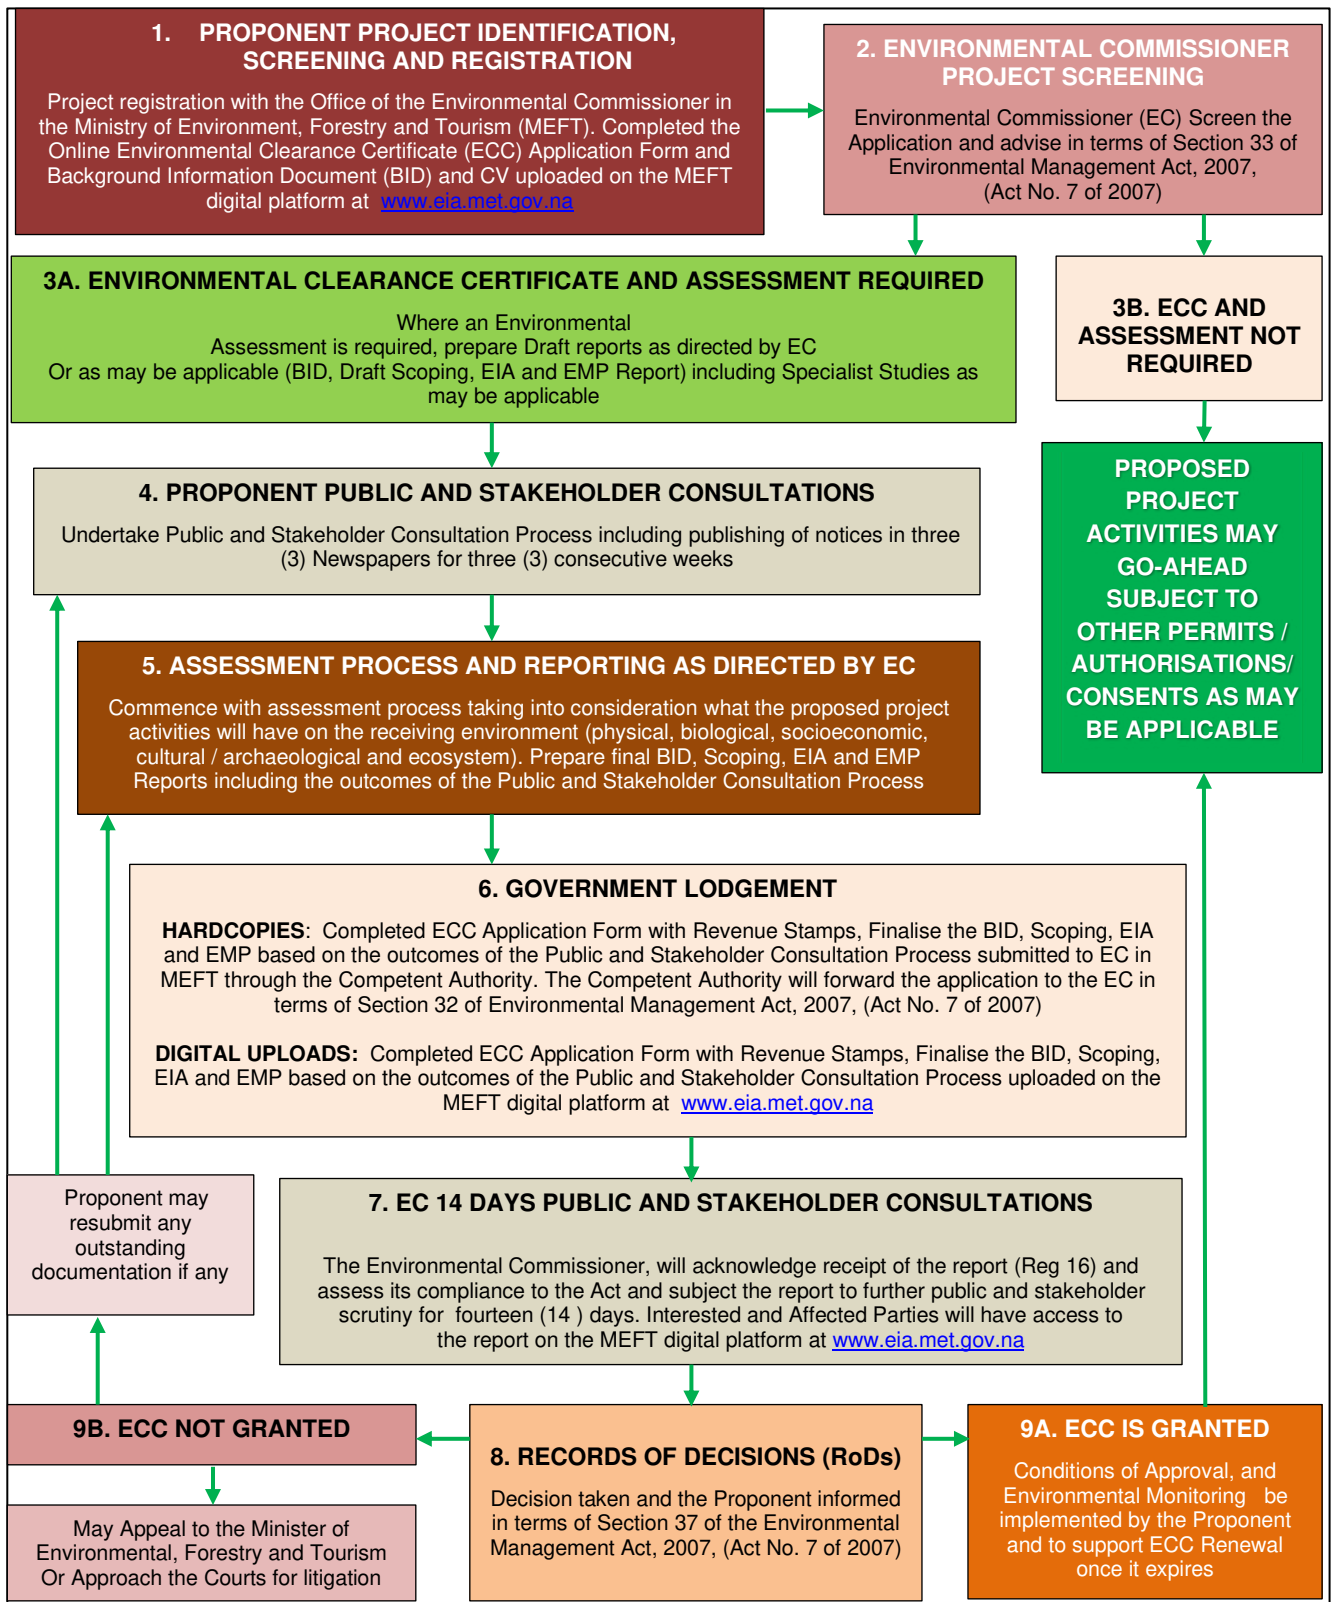 1. PROPONENT PROJECT IDENTIFICATION,
SCREENING AND REGISTRATION
Project registration with the Office of the Environmental Commissioner in
the Ministry of Environment, Forestry and Tourism (MEFT). Completed the
Online Environmental Clearance Certificate (ECC) Application Form and
Background Information Document (BID) and CV uploaded on the MEFT
digital platform at www.eia.met.gov.na
2. ENVIRONMENTAL COMMISSIONER
PROJECT SCREENING
Environmental Commissioner (EC) Screen the
Application and advise in terms of Section 33 of
Environmental Management Act, 2007,
(Act No. 7 of 2007)
3A. ENVIRONMENTAL CLEARANCE CERTIFICATE AND ASSESSMENT REQUIRED
Where an Environmental
Assessment is required, prepare Draft reports as directed by EC
Or as may be applicable (BID, Draft Scoping, EIA and EMP Report) including Specialist Studies as
may be applicable
3B. ECC AND
ASSESSMENT NOT
REQUIRED
PROPOSED
PROJECT
ACTIVITIES MAY
GO-AHEAD
SUBJECT TO
OTHER PERMITS /
AUTHORISATIONS/
CONSENTS AS MAY
BE APPLICABLE
4. PROPONENT PUBLIC AND STAKEHOLDER CONSULTATIONS
Undertake Public and Stakeholder Consultation Process including publishing of notices in three
(3) Newspapers for three (3) consecutive weeks
5. ASSESSMENT PROCESS AND REPORTING AS DIRECTED BY EC
Commence with assessment process taking into consideration what the proposed project
activities will have on the receiving environment (physical, biological, socioeconomic,
cultural / archaeological and ecosystem). Prepare final BID, Scoping, EIA and EMP
Reports including the outcomes of the Public and Stakeholder Consultation Process
6. GOVERNMENT LODGEMENT
HARDCOPIES: Completed ECC Application Form with Revenue Stamps, Finalise the BID, Scoping, EIA
and EMP based on the outcomes of the Public and Stakeholder Consultation Process submitted to EC in
MEFT through the Competent Authority. The Competent Authority will forward the application to the EC in
terms of Section 32 of Environmental Management Act, 2007, (Act No. 7 of 2007)
DIGITAL UPLOADS: Completed ECC Application Form with Revenue Stamps, Finalise the BID, Scoping,
EIA and EMP based on the outcomes of the Public and Stakeholder Consultation Process uploaded on the
MEFT digital platform at www.eia.met.gov.na
Proponent may
resubmit any
outstanding
documentation if any
7. EC 14 DAYS PUBLIC AND STAKEHOLDER CONSULTATIONS
The Environmental Commissioner, will acknowledge receipt of the report (Reg 16) and
assess its compliance to the Act and subject the report to further public and stakeholder
scrutiny for fourteen (14 ) days. Interested and Affected Parties will have access to
the report on the MEFT digital platform at www.eia.met.gov.na
9B. ECC NOT GRANTED
May Appeal to the Minister of
Environmental, Forestry and Tourism
Or Approach the Courts for litigation
8. RECORDS OF DECISIONS (RoDs)
Decision taken and the Proponent informed
in terms of Section 37 of the Environmental
Management Act, 2007, (Act No. 7 of 2007)
9A. ECC IS GRANTED
Conditions of Approval, and
Environmental Monitoring be
implemented by the Proponent
and to support ECC Renewal
once it expires